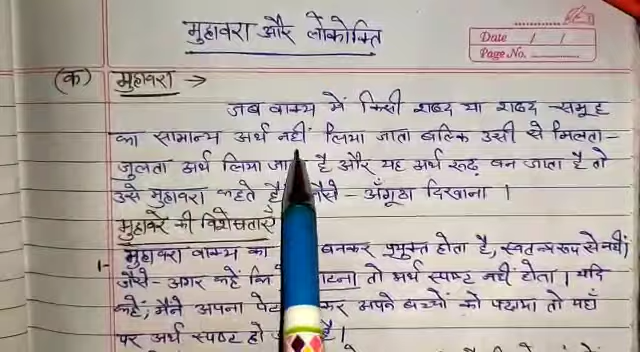 मुहावरा और लोकोक्ति
Date / /
Page No.
(क) मुहावरा →
जब वाक्य में किसी शब्द या शब्द-समूह
का सामान्य अर्थ नहीं लिया जाता बल्कि उसी से मिलता-
जुलता अर्थ लिया है और यह अर्थ रूढ़ बन जाता है तो
उसे मुहावरा कहते - अँगूठा दिखाना ।
मुहावरे की विशेषताएँ
1- मुहावरा वाक्य का बनकर प्रयुक्त होता है, स्वतन्त्र रूप से नहीं,
जैसे- अगर कहें कि तो अर्थ स्पष्ट नहीं होता । यदि
कहें, मैंने अपना पेट अपने बच्चों को पढ़ाया तो यहाँ
पर अर्थ स्पष्ट हो है।